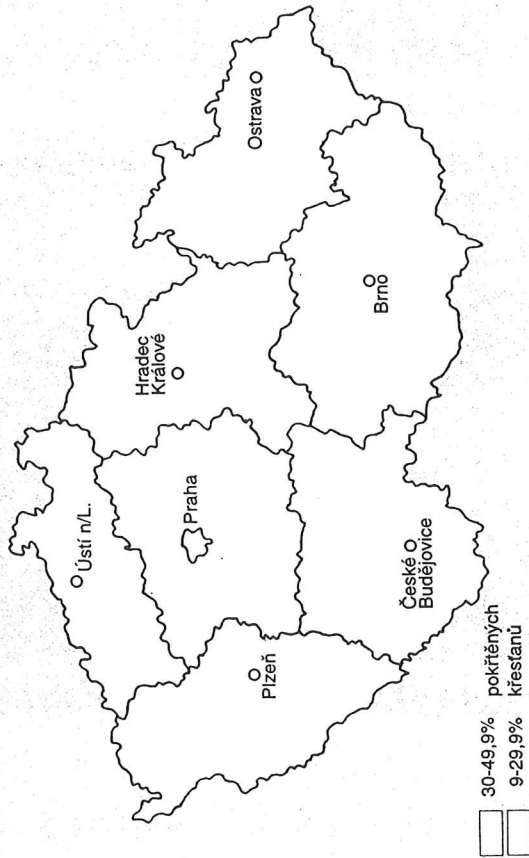 Ústí n/L.
Hradec
Králové
Ostrava
Praha
Plzeň
Brno
České
Budějovice
30-49,9% pokřtěných
9-29,9% křesťanů